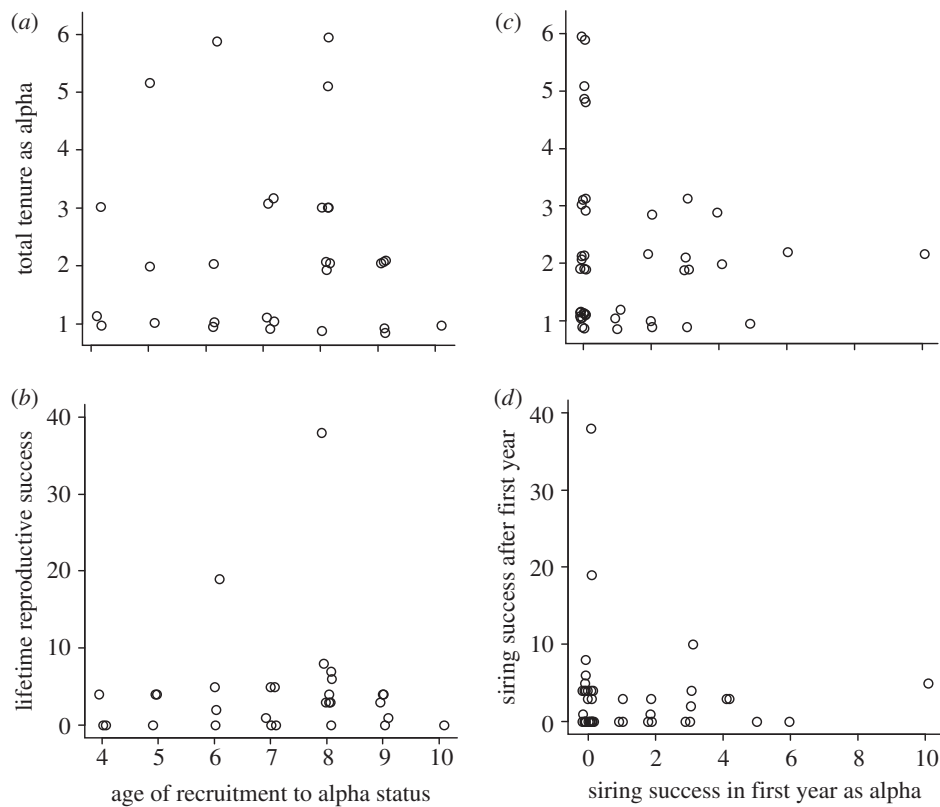 (a)
6
5
4
3
2
1
total tenure as alpha
(c)
6
5
4
3
2
1
(b)
40
30
20
10
0
lifetime reproductive success
4 5 6 7 8 9 10
age of recruitment to alpha status
(d)
40
30
20
10
0
siring success after first year
0 2 4 6 8 10
siring success in first year as alpha